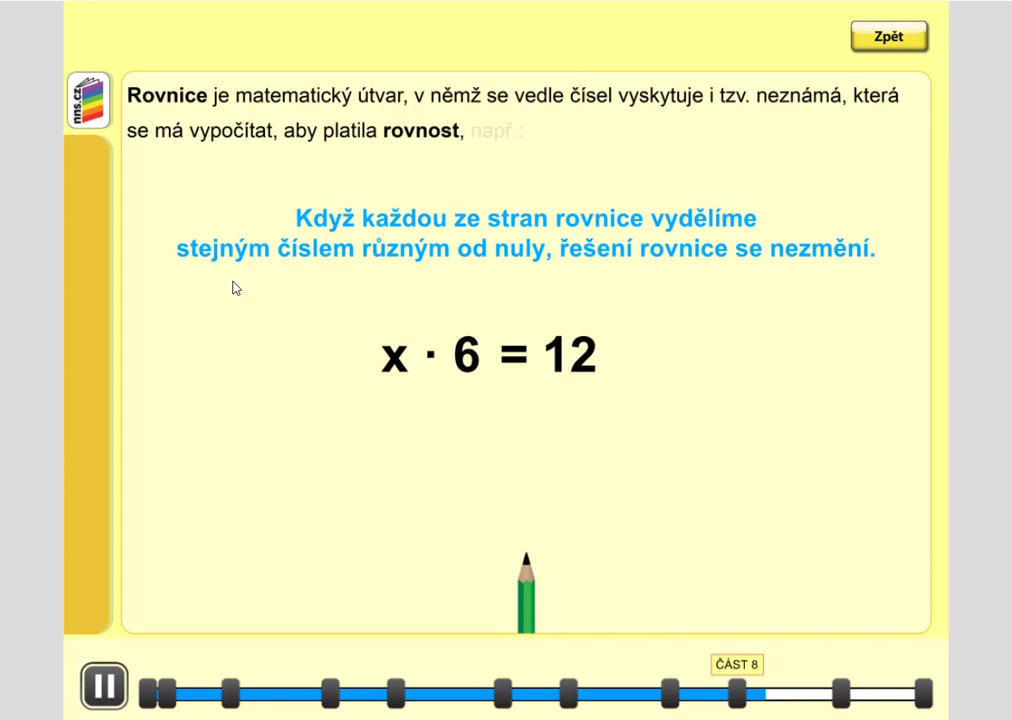 Zpět
nns.cz
Rovnice je matematický útvar, v němž se vedle čísel vyskytuje i tzv. neznámá, která
se má vypočítat, aby platila rovnost, např.:
Když každou ze stran rovnice vydělíme
stejným číslem různým od nuly, řešení rovnice se nezmění.
x · 6 = 12
ČÁST 8